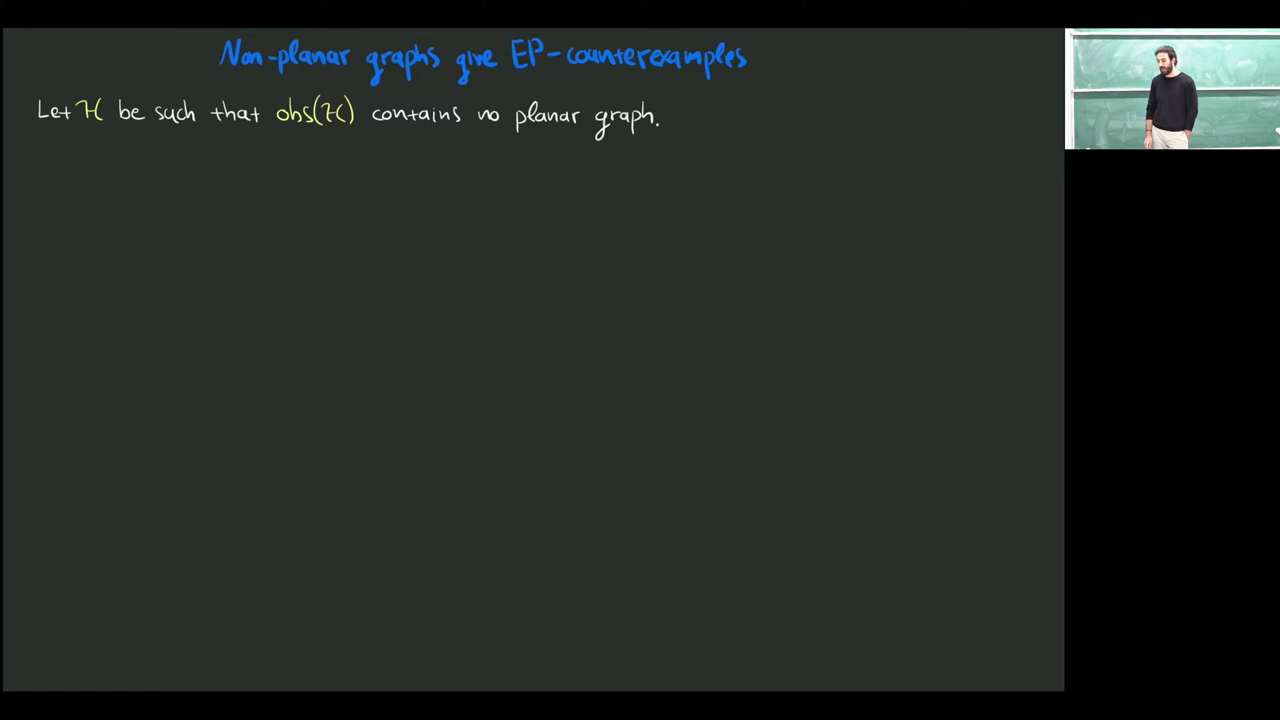 Non-planar graphs give EP-counterexamples
Let ℋ be such that obs(ℋ) contains no planar graph.